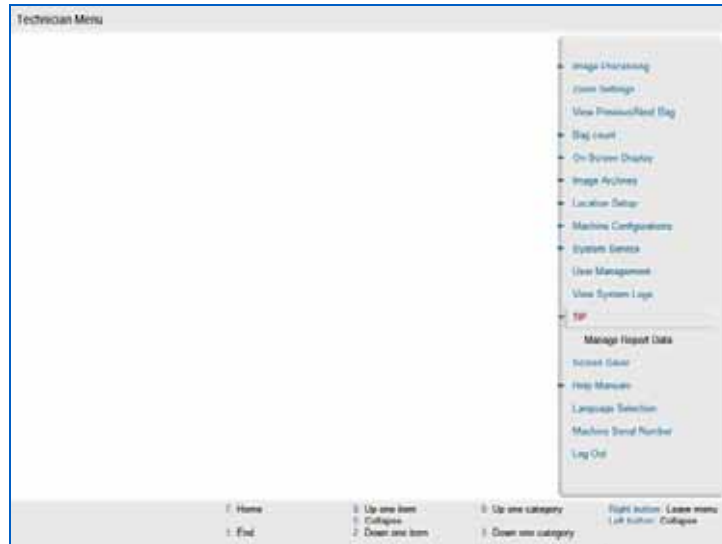 Technician Menu
Image Processing
Zoom Settings
View Previous/Next Bag
Bag count
On Screen Display
Image Archives
Location Setup
Machine Configurations
System Service
User Management
View System Logs
TIP
Manage Report Data
Screen Saver
Help Manuals
Language Selection
Machine Serial Number
Log Out
7 Home 8 Up one item 9 Up one category Right button Leave menu
5 Collapse Left button Collapse
1 End 2 Down one item 3 Down one category